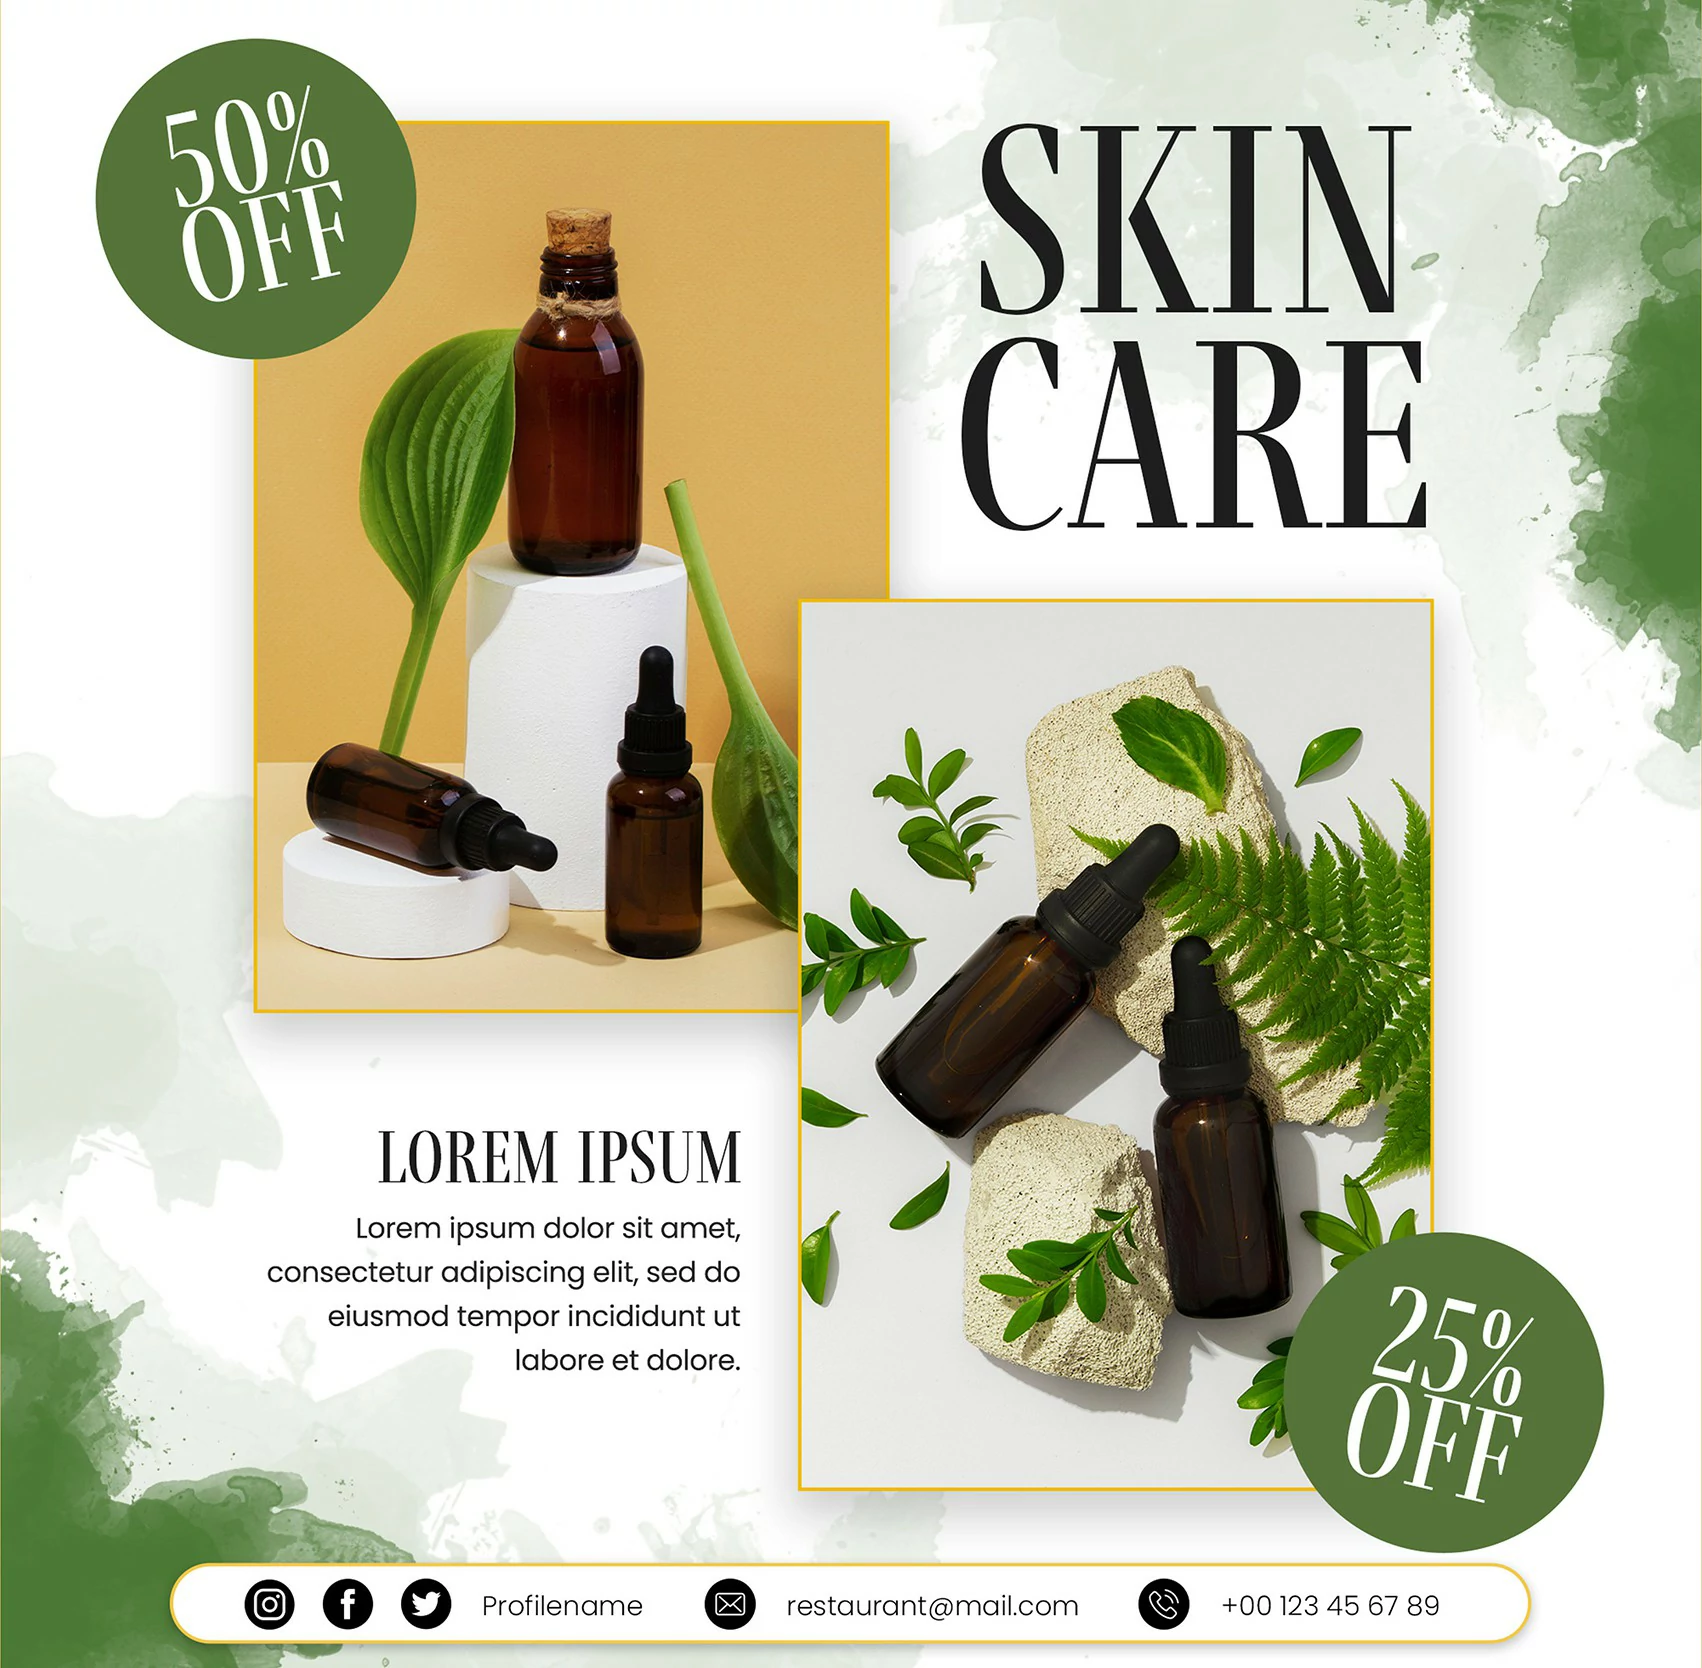 50%
OFF
SKIN
CARE
LOREM IPSUM
Lorem ipsum dolor sit amet,
consectetur adipiscing elit, sed do
eiusmod tempor incididunt ut
labore et dolore.
25%
OFF
Profilename restaurant@mail.com +00 123 45 67 89